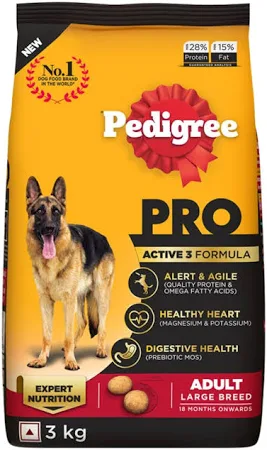 NEW
No.1
DOG FOOD BRAND
IN THE WORLD*
28% 15%
Protein Fat
GUARANTEED ANALYSIS
Pedigree
PRO
ACTIVE 3 FORMULA
ALERT & AGILE
(QUALITY PROTEIN &
OMEGA FATTY ACIDS)
HEALTHY HEART
(MAGNESIUM & POTASSIUM)
DIGESTIVE HEALTH
(PREBIOTIC MOS)
EXPERT
NUTRITION
ADULT
LARGE BREED
18 MONTHS ONWARDS
3 kg